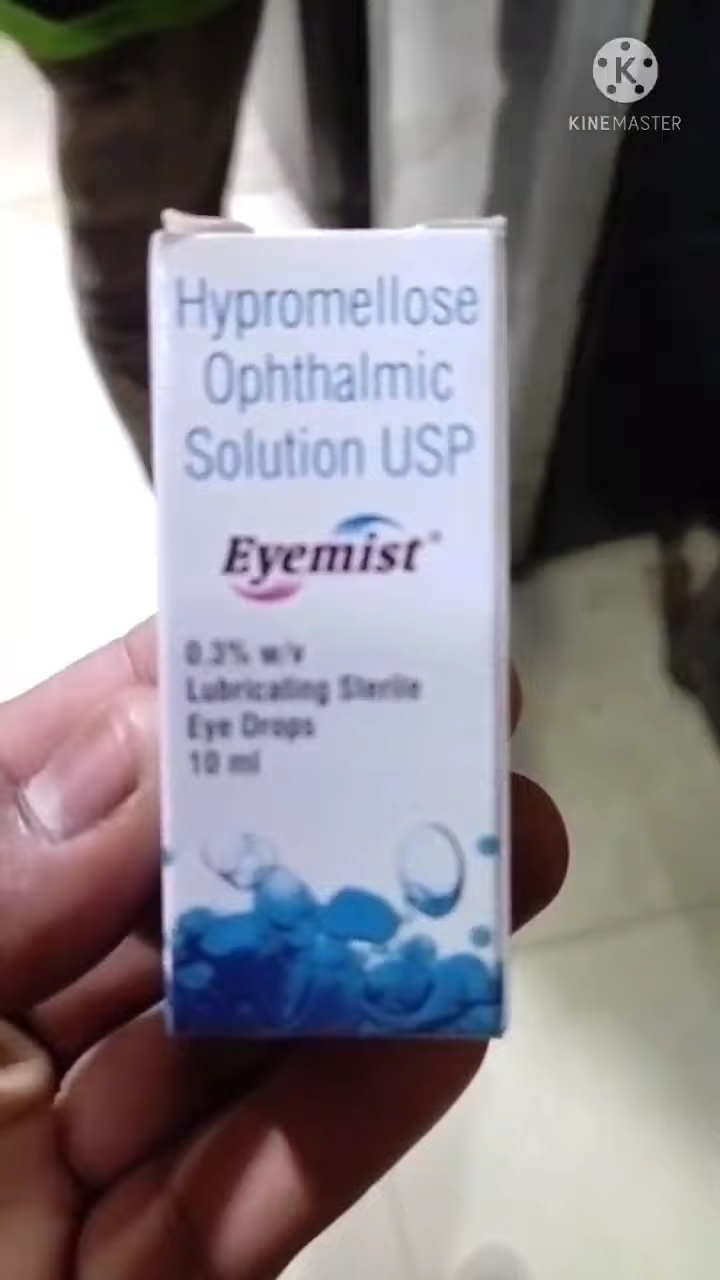 KINEMASTER
Hypromellose
Ophthalmic
Solution USP
Eyemist®
0.3% w/v
Lubricating Sterile
Eye Drops
10 ml